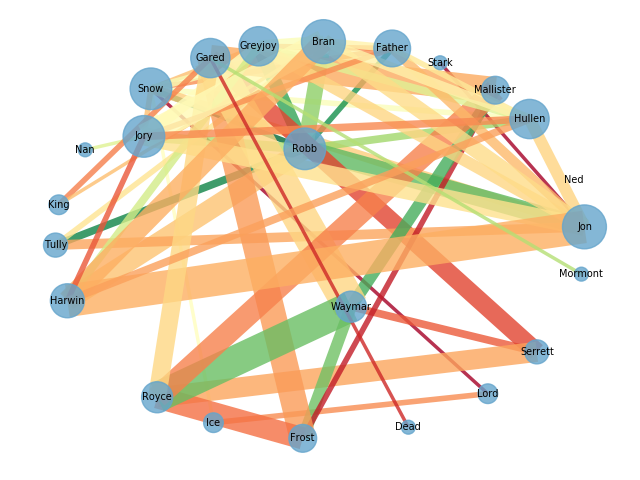 Bran
Greyjoy
Father
Gared
Stark
Snow
Mallister
Hullen
Jory
Robb
Nan
Ned
King
Jon
Tully
Mormont
Harwin
Waymar
Serrett
Lord
Royce
Ice
Dead
Frost